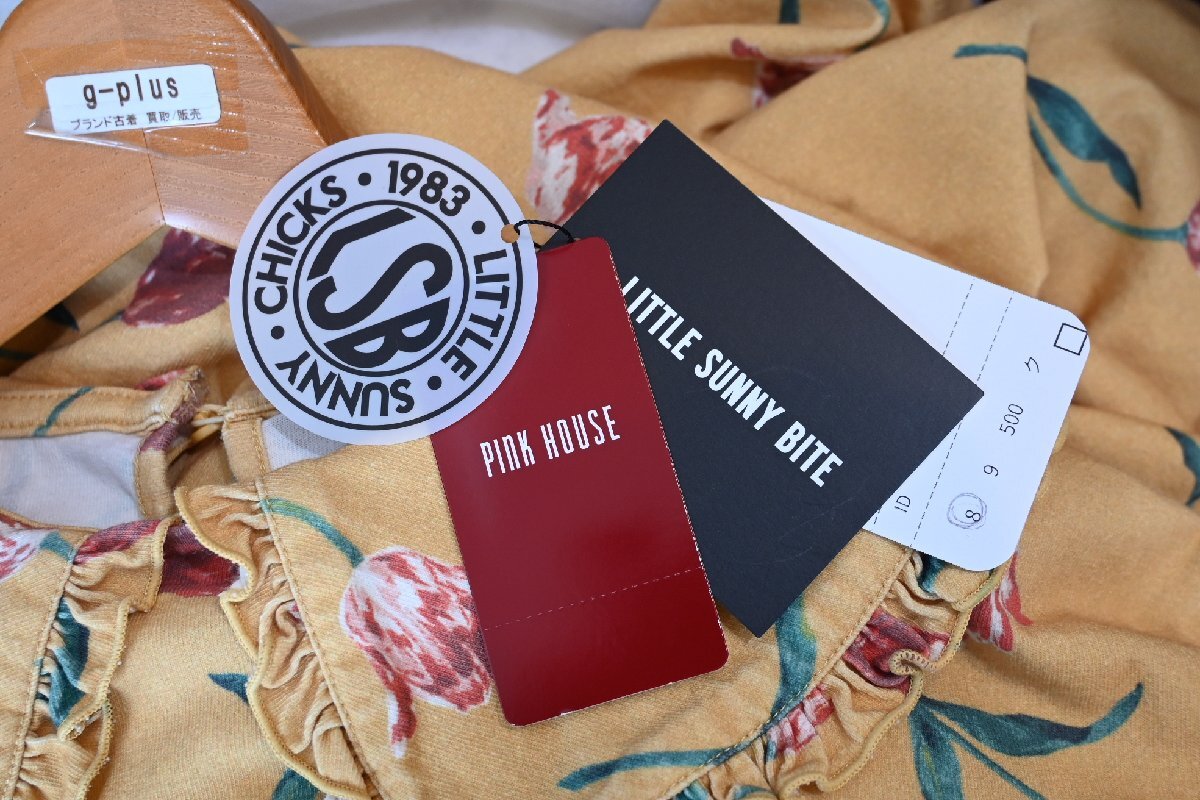 g-plus
ブランド古着 買取/販売
CHICKS • 1983 • LITTLE • SUNNY •
LSB
PINK HOUSE
LITTLE SUNNY BITE
ID
8 9 500 ク